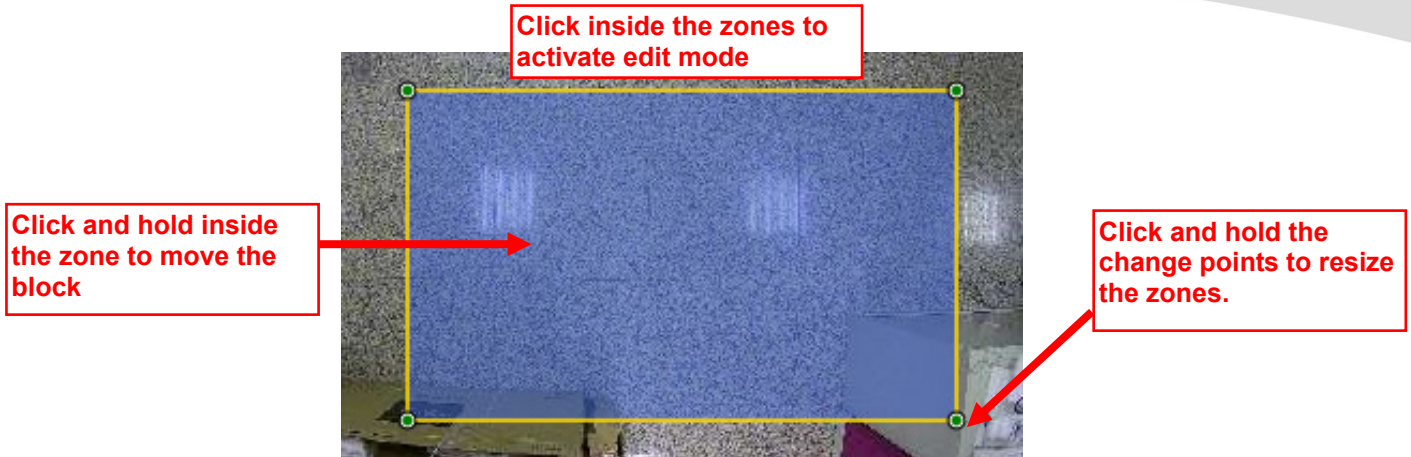 Click inside the zones to
activate edit mode
Click and hold inside
the zone to move the
block
Click and hold the
change points to resize
the zones.